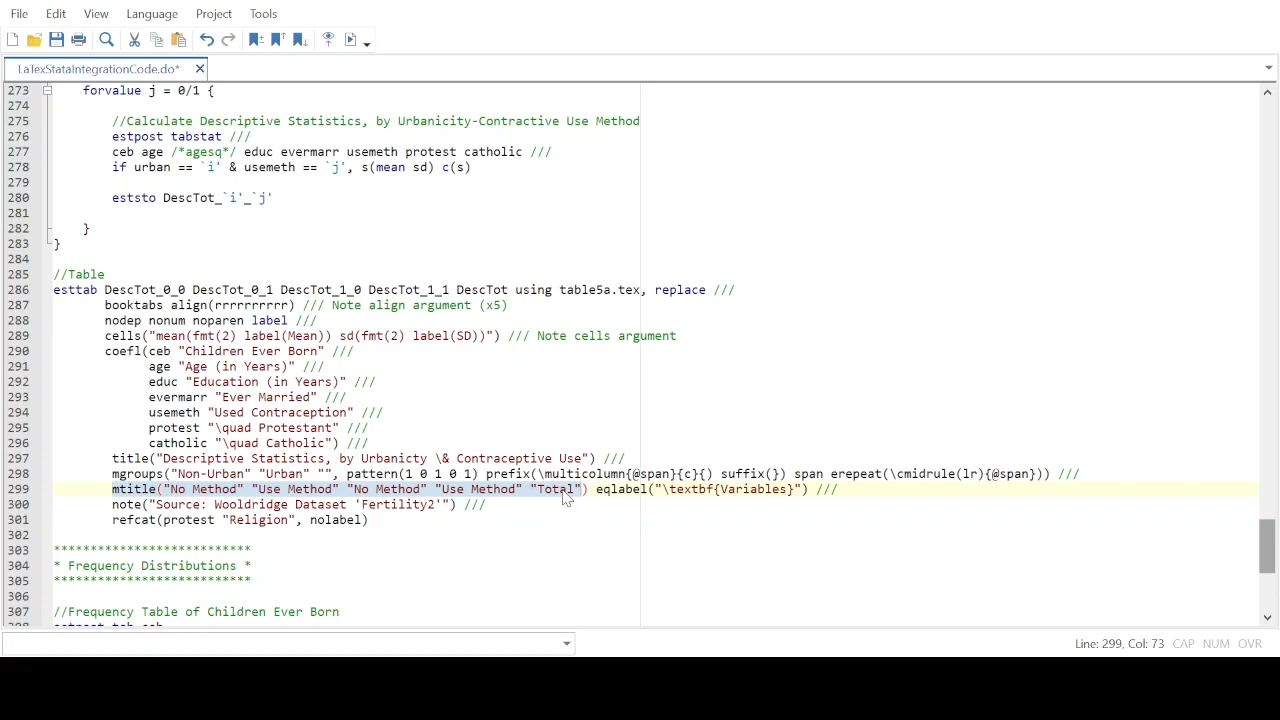 File Edit View Language Project Tools
LaTexStataIntegrationCode.do*
273 forvalue j = 0/1 {
274
275 //Calculate Descriptive Statistics, by Urbanicity-Contractive Use Method
276 estpost tabstat ///
277 ceb age /*agesq*/ educ evermarr usemeth protest catholic ///
278 if urban == `i' & usemeth == `j', s(mean sd) c(s)
279
280 eststo DescTot_`i'_`j'
281
282 }
283 }
284
285 //Table
286 esttab DescTot_0_0 DescTot_0_1 DescTot_1_0 DescTot_1_1 DescTot using table5a.tex, replace ///
287 booktabs align(rrrrrrrrrr) /// Note align argument (x5)
288 nodep nonum noparen label ///
289 cells("mean(fmt(2) label(Mean)) sd(fmt(2) label(SD))") /// Note cells argument
290 coefl(ceb "Children Ever Born" ///
291 age "Age (in Years)" ///
292 educ "Education (in Years)" ///
293 evermarr "Ever Married" ///
294 usemeth "Used Contraception" ///
295 protest "\quad Protestant" ///
296 catholic "\quad Catholic") ///
297 title("Descriptive Statistics, by Urbanicty \& Contraceptive Use") ///
298 mgroups("Non-Urban" "Urban" "", pattern(1 0 1 0 1) prefix(\multicolumn{@span}{c}{) suffix(}) span erepeat(\cmidrule(lr){@span})) ///
299 mtitle("No Method" "Use Method" "No Method" "Use Method" "Total") eqlabel("\textbf{Variables}") ///
300 note("Source: Wooldridge Dataset 'Fertility2'") ///
301 refcat(protest "Religion", nolabel)
302
303 ***************************
304 * Frequency Distributions *
305 ***************************
306
307 //Frequency Table of Children Ever Born
Line: 299, Col: 73 CAP NUM OVR